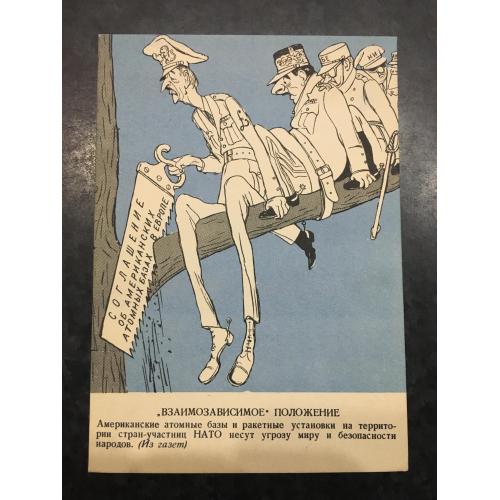 СОГЛАШЕНИЕ
ОБ АМЕРИКАНСКИХ
АТОМНЫХ БАЗАХ В ЕВРОПЕ
„ВЗАИМОЗАВИСИМОЕ“ ПОЛОЖЕНИЕ
Американские атомные базы и ракетные установки на террито-
рии стран-участниц НАТО несут угрозу миру и безопасности
народов. (Из газет)